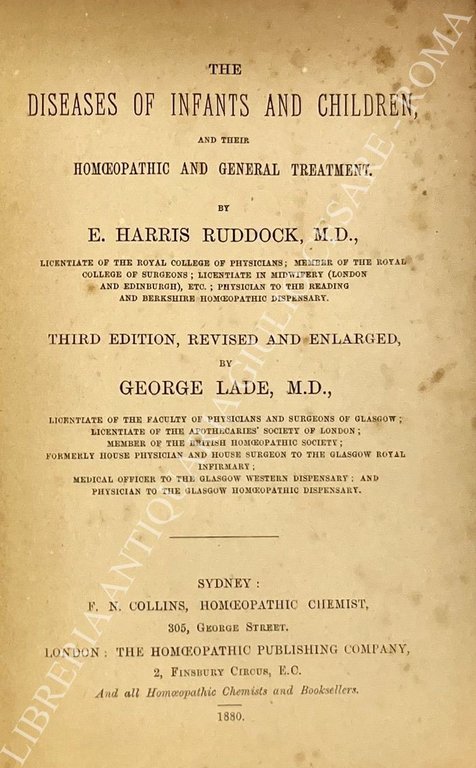 THE
DISEASES OF INFANTS AND CHILDREN,
AND THEIR
HOMŒOPATHIC AND GENERAL TREATMENT.
BY
E. HARRIS RUDDOCK, M.D.,
LICENTIATE OF THE ROYAL COLLEGE OF PHYSICIANS; MEMBER OF THE ROYAL
COLLEGE OF SURGEONS; LICENTIATE IN MIDWIFERY (LONDON
AND EDINBURGH), ETC.; PHYSICIAN TO THE READING
AND BERKSHIRE HOMŒOPATHIC DISPENSARY.
THIRD EDITION, REVISED AND ENLARGED,
BY
GEORGE LADE, M.D.,
LICENTIATE OF THE FACULTY OF PHYSICIANS AND SURGEONS OF GLASGOW;
LICENTIATE OF THE APOTHECARIES' SOCIETY OF LONDON;
MEMBER OF THE BRITISH HOMŒOPATHIC SOCIETY;
FORMERLY HOUSE PHYSICIAN AND HOUSE SURGEON TO THE GLASGOW ROYAL
INFIRMARY;
MEDICAL OFFICER TO THE GLASGOW WESTERN DISPENSARY; AND
PHYSICIAN TO THE GLASGOW HOMŒOPATHIC DISPENSARY.
SYDNEY:
F. N. COLLINS, HOMŒOPATHIC CHEMIST,
305, GEORGE STREET.
LONDON: THE HOMŒOPATHIC PUBLISHING COMPANY,
2, FINSBURY CIRCUS, E.C.
And all Homœopathic Chemists and Booksellers.
1880.
LIBRERIA ANTIQUARIA GIULIO CESARE - ROMA